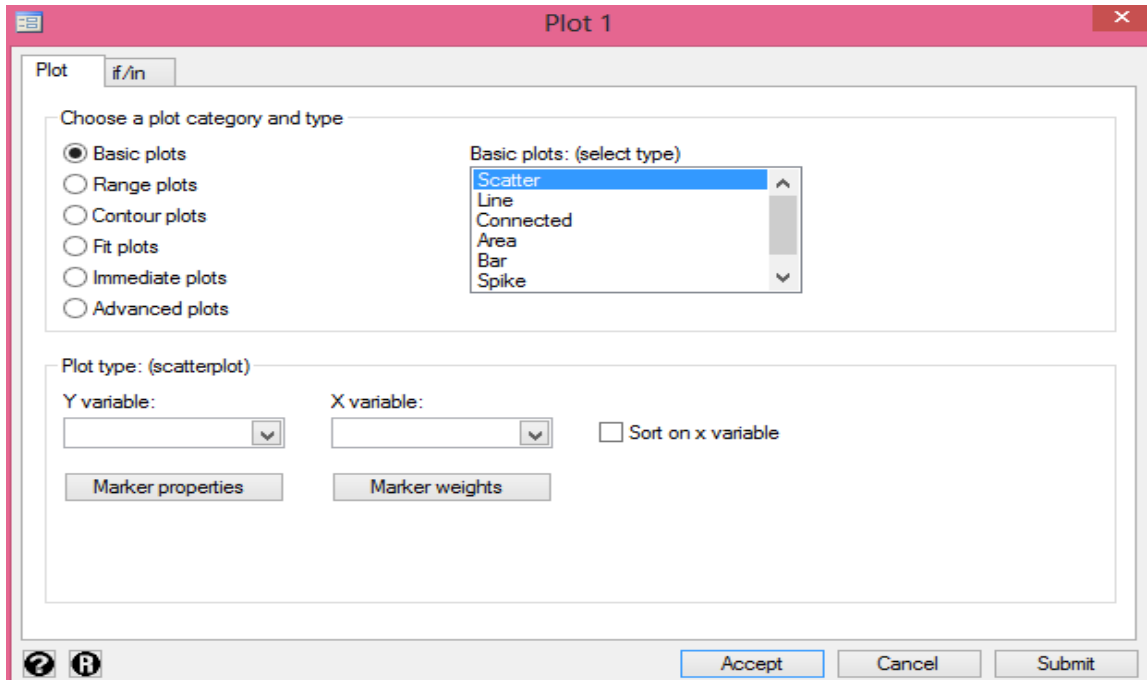 Plot 1
Plot
if/in
Choose a plot category and type
Basic plots
Range plots
Contour plots
Fit plots
Immediate plots
Advanced plots
Basic plots: (select type)
Scatter
Line
Connected
Area
Bar
Spike
Plot type: (scatterplot)
Y variable:
X variable:
Sort on x variable
Marker properties
Marker weights
? R
Accept
Cancel
Submit